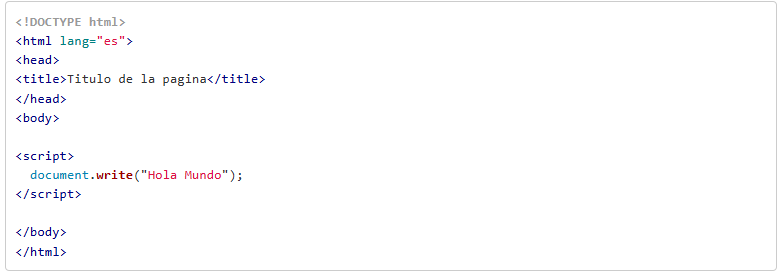 <!DOCTYPE html>
<html lang="es">
<head>
<title>Titulo de la pagina</title>
</head>
<body>
<script>
document.write("Hola Mundo");
</script>
</body>
</html>